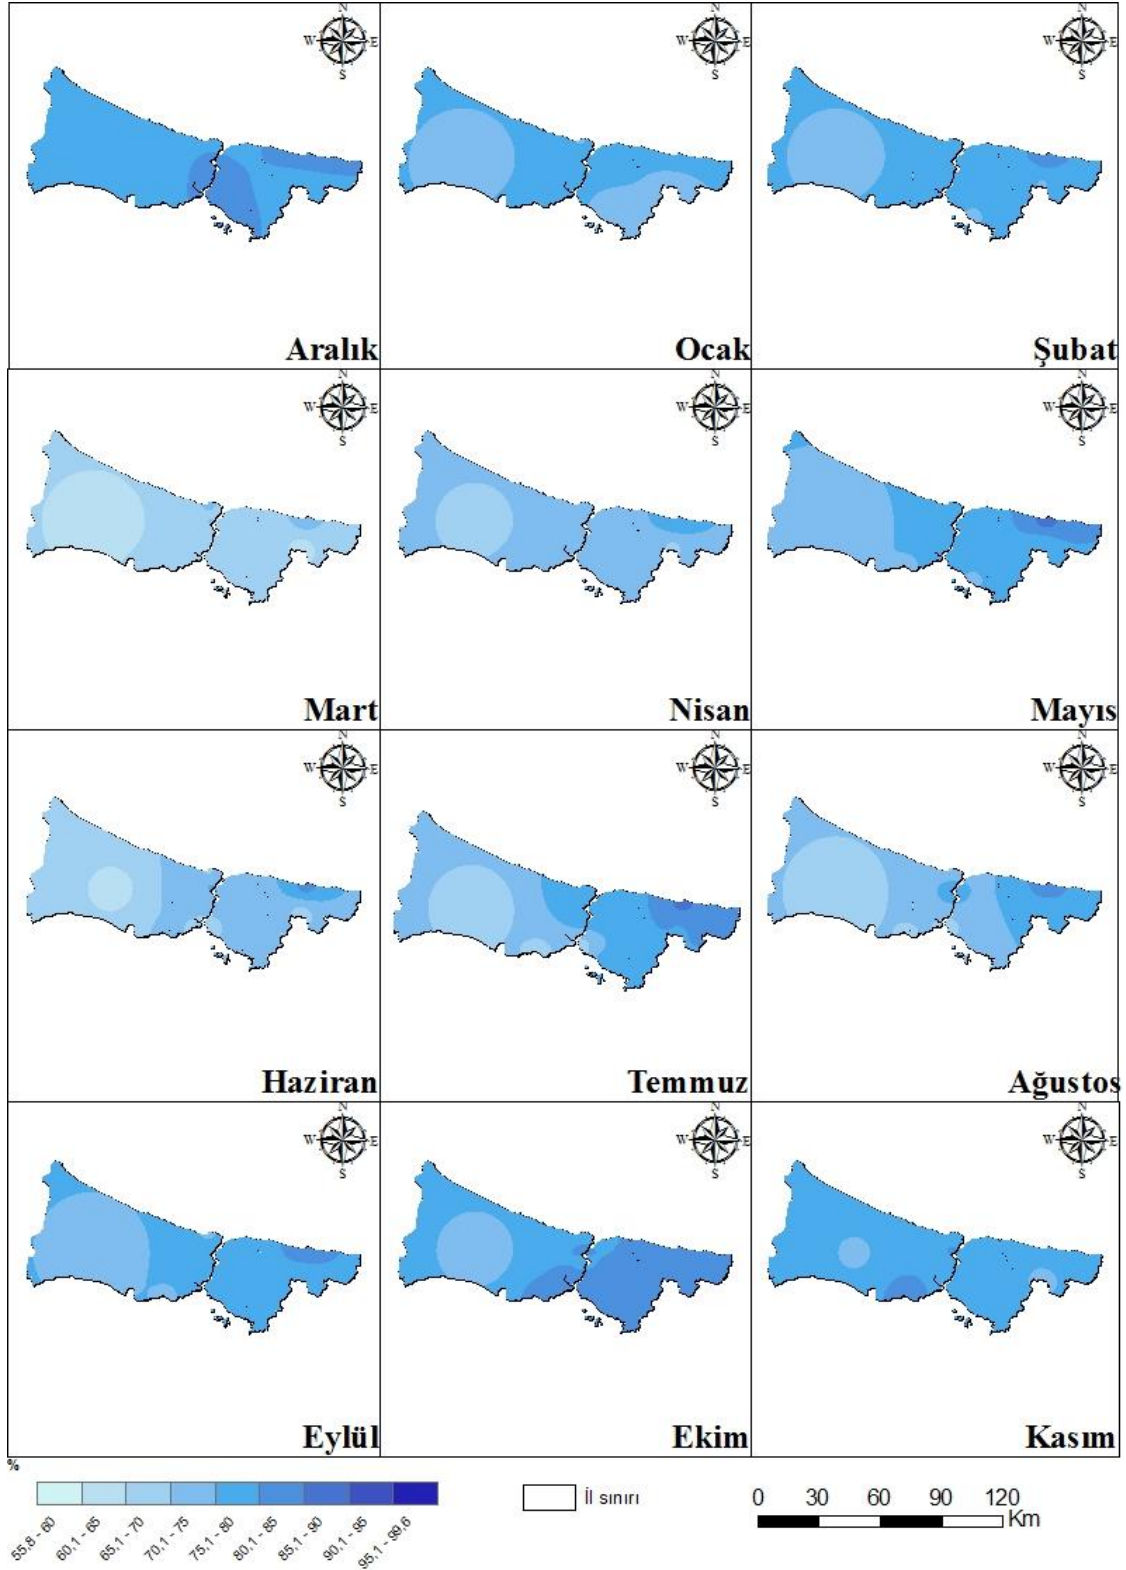 N
W E
S
Aralık
N
W E
S
Ocak
N
W E
S
Şubat
N
W E
S
Mart
N
W E
S
Nisan
N
W E
S
Mayıs
N
W E
S
Haziran
N
W E
S
Temmuz
N
W E
S
Ağustos
N
W E
S
Eylül
N
W E
S
Ekim
N
W E
S
Kasım
%
55,8 - 60
60,1 - 65
65,1 - 70
70,1 - 75
75,1 - 80
80,1 - 85
85,1 - 90
90,1 - 95
95,1 - 99,6
İl sınırı
0 30 60 90 120
Km